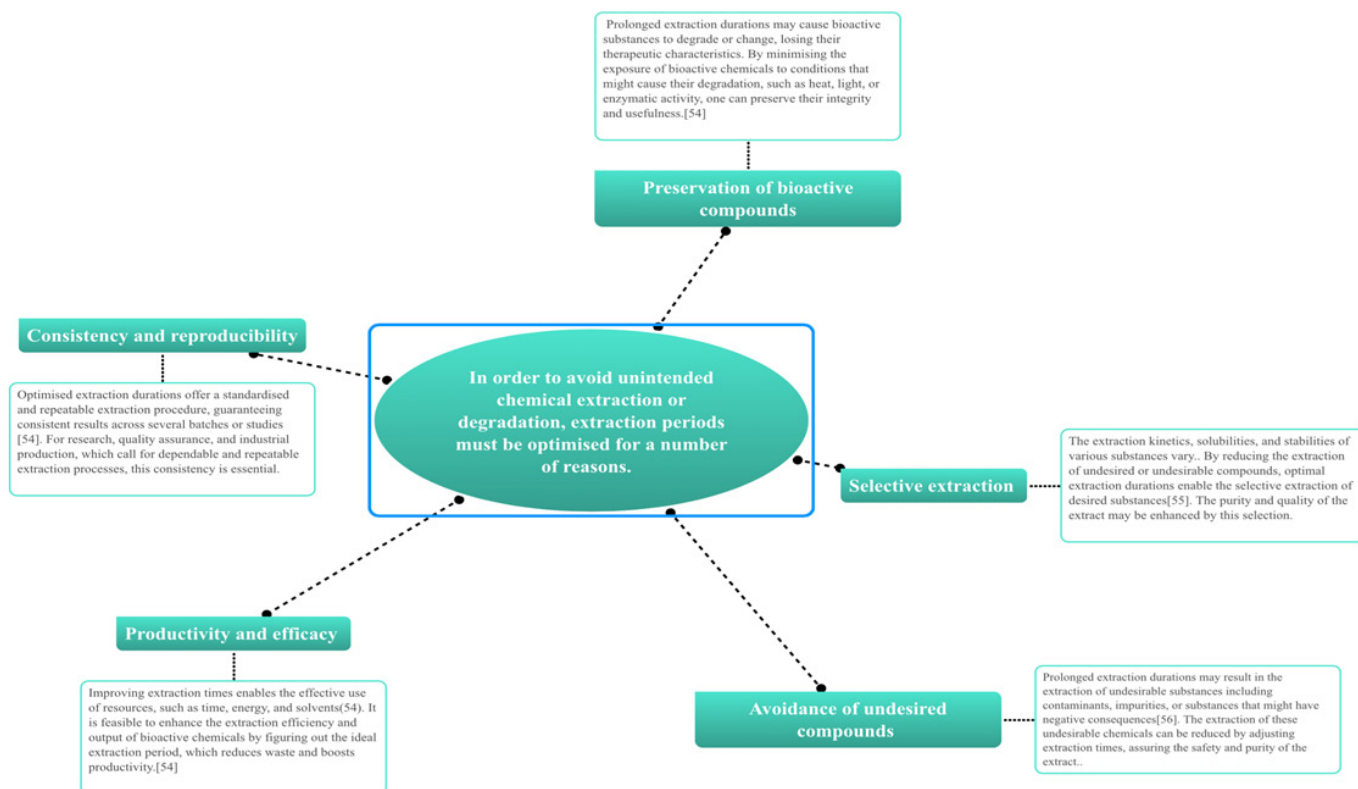 Prolonged extraction durations may cause bioactive
substances to degrade or change, losing their
therapeutic characteristics. By minimising the
exposure of bioactive chemicals to conditions that
might cause their degradation, such as heat, light, or
enzymatic activity, one can preserve their integrity
and usefulness.[54]
Preservation of bioactive
compounds
Consistency and reproducibility
Optimised extraction durations offer a standardised
and repeatable extraction procedure, guaranteeing
consistent results across several batches or studies
[54]. For research, quality assurance, and industrial
production, which call for dependable and repeatable
extraction processes, this consistency is essential.
In order to avoid unintended
chemical extraction or
degradation, extraction periods
must be optimised for a number
of reasons.
Selective extraction
The extraction kinetics, solubilities, and stabilities of
various substances vary.. By reducing the extraction
of undesired or undesirable compounds, optimal
extraction durations enable the selective extraction of
desired substances[55]. The purity and quality of the
extract may be enhanced by this selection.
Productivity and efficacy
Improving extraction times enables the effective use
of resources, such as time, energy, and solvents(54). It
is feasible to enhance the extraction efficiency and
output of bioactive chemicals by figuring out the ideal
extraction period, which reduces waste and boosts
productivity.[54]
Avoidance of undesired
compounds
Prolonged extraction durations may result in the
extraction of undesirable substances including
contaminants, impurities, or substances that might have
negative consequences[56]. The extraction of these
undesirable chemicals can be reduced by adjusting
extraction times, assuring the safety and purity of the
extract..